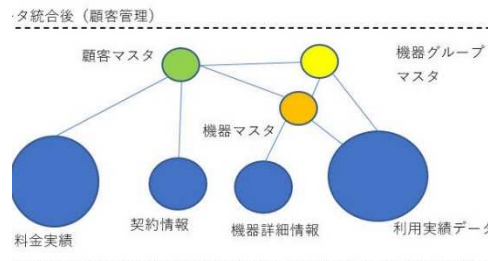 タ統合後（顧客管理）
顧客マスタ
機器グループ
マスタ
機器マスタ
料金実績
契約情報
機器詳細情報
利用実績データ